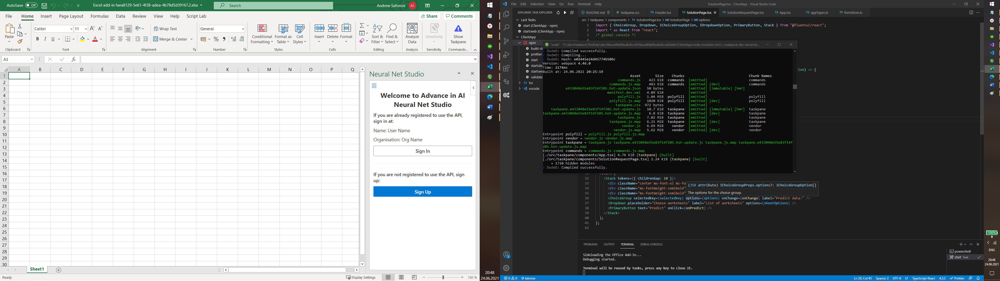 AutoSave Off Excel add-in faea8129-5e61-4f38-adea-4b78d5d39167.2.xlsx Search Andrew Safonov AS
File Home Insert Page Layout Formulas Data Review View Help Script Lab Share Comments
Paste Calibri 11 Wrap Text General Conditional Formatting Format as Table Cell Styles Insert Delete Format Sort & Filter Find & Select Analyze Data Sensitivity Show Taskpane
B I U Merge & Center
Clipboard Font Alignment Number Styles Cells Editing Analysis Sensitivity Commands...
A1 fx
A B C D E F G H I J K L M N O P Q
1
2
3
4
5
6
7
8
9
10
11
12
13
14
15
16
17
18
19
20
21
22
23
24
25
26
27
28
29
30
Sheet1
Ready Display Settings 100 %
Neural Net Studio
Welcome to Advance in AI
Neural Net Studio
If you are already registered to use the API,
sign in at:
Name: User Name
Organisation: Org Name
Sign In
If you are not registered to use the API, sign
up:
Sign Up
20:48
24.06.2021
File Edit Selection View Go Run Terminal Help SolutionPage.tsx - ClientApp - Visual Studio Code
EXPLORER: TASK EXPLORER
Last Tasks
start (ClientApp - npm)
start:web (ClientApp - npm)
ClientApp
npm
build-de
prettier
start
start:des
start:we
validate
tsc
vscode
README.md taskpane.css Header.tsx SolutionPage.tsx SolutionRequestPage.tsx App.tsx appTypes.ts formStore.ts
src > taskpane > components > SolutionPage.tsx > SolutionPage > options
1 import { ChoiceGroup, Dropdown, IChoiceGroupOption, IDropdownOption, PrimaryButton, Stack } from "@fluentui/react";
2 import * as React from "react";
3 /* global console */
4
tion) => {
"node" "C:\dev\freelance\TimKiely\dev\NeuralNetStudioExcel\NeuralNetStudioExcelAddin\ClientApp\node_modules\.bin\\..\webpack-dev-server\bi...
i wdm: Compiled successfully.
i wdm: Compiling...
i wdm: Hash: e02445e24d45774b506c
Version: webpack 4.46.0
Time: 2174ms
Built at: 24.06.2021 20:25:19
Asset Size Chunks Chunk Names
commands.js 423 KiB commands [emitted] commands
commands.js.map 483 KiB commands [emitted] [dev] commands
e433048e55e83f14f205.hot-update.json 50 bytes [emitted] [immutable] [hmr]
manifest.dev.xml 4.09 KiB [emitted]
polyfill.js 1.04 MiB polyfill [emitted] polyfill
polyfill.js.map 1020 KiB polyfill [emitted] [dev] polyfill
taskpane.css 972 bytes [emitted]
taskpane.e433048e55e83f14f205.hot-update.js 10.7 KiB taskpane [emitted] [immutable] [hmr] taskpane
taskpane.e433048e55e83f14f205.hot-update.js.map 6.8 KiB taskpane [emitted] [dev] taskpane
taskpane.js 7.02 MiB taskpane [emitted] taskpane
taskpane.js.map 6.21 MiB taskpane [emitted] [dev] taskpane
vendor.js 6.69 MiB vendor [emitted] vendor
vendor.js.map 5.62 MiB vendor [emitted] [dev] vendor
Entrypoint polyfill = polyfill.js polyfill.js.map
Entrypoint vendor = vendor.js vendor.js.map
Entrypoint taskpane = taskpane.js taskpane.e433048e55e83f14f205.hot-update.js taskpane.js.map taskpane.e433048e55e83f14f
205.hot-update.js.map
Entrypoint commands = commands.js commands.js.map
[./src/taskpane/components/App.tsx] 6.76 KiB {taskpane} [built]
[./src/taskpane/components/SolutionRequestPage.tsx] 2.24 KiB {taskpane} [built]
+ 1710 hidden modules
i wdm: Compiled successfully.
31 return (
32 <Stack tokens={{ childrenGap: 10 }}>
33 <div className="center ms-font-xl ms-fo
34 <div className="ms-fontWeight-semibold"
35 <div className="ms-fontWeight-semibold"
(JSX attribute) IChoiceGroupProps.options?: IChoiceGroupOption[]
The options for the choice group.
36 <ChoiceGroup selectedKey={selectedKey} options={options} onChange={onChange} label="Predict data:" />
37 <Dropdown placeholder="Choose worksheets" label="List of worksheets" options={sheetOptions} />
38 <PrimaryButton text="Predict" onClick={onPredict} />
39 </Stack>
40 );
41 };
42
PROBLEMS OUTPUT TERMINAL DEBUG CONSOLE
Sideloading the Office Add-in...
Debugging started.
Terminal will be reused by tasks, press any key to close it.
powershell
start Task
0 0 tabnine Ln 20, Col 45 Spaces: 2 UTF-8 LF TypeScript React 4.3.2 Prettier
100%
ENG
20:48
24.06.2021